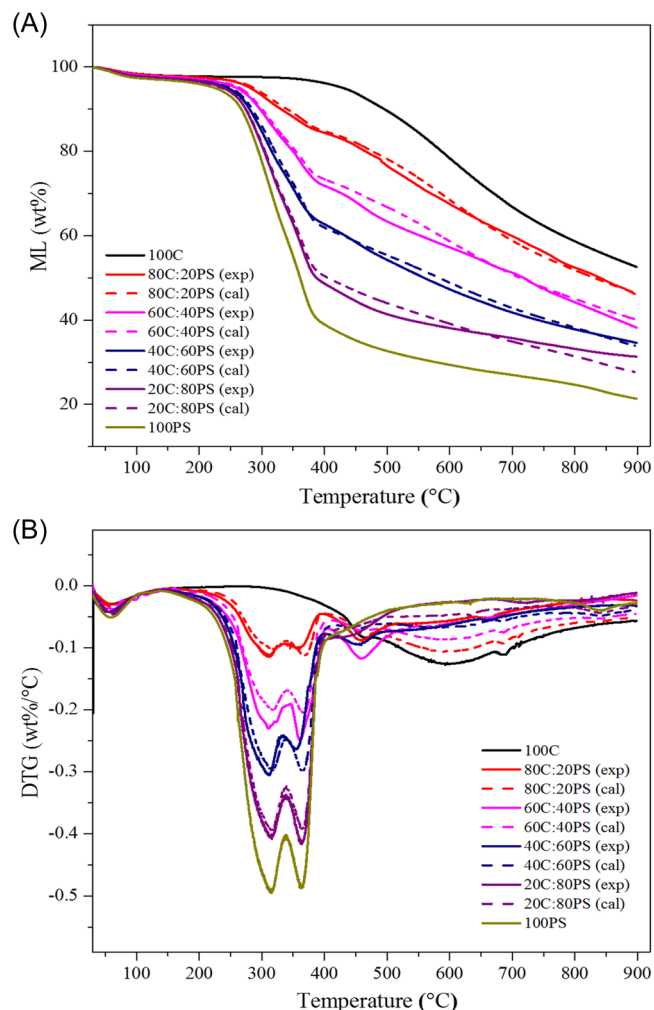 (A)
100
80
60
40
20
ML (wt%)
100C
80C:20PS (exp)
80C:20PS (cal)
60C:40PS (exp)
60C:40PS (cal)
40C:60PS (exp)
40C:60PS (cal)
20C:80PS (exp)
20C:80PS (cal)
100PS
100 200 300 400 500 600 700 800 900
Temperature (°C)
(B)
0.0
-0.1
-0.2
-0.3
-0.4
-0.5
DTG (wt%/°C)
100C
80C:20PS (exp)
80C:20PS (cal)
60C:40PS (exp)
60C:40PS (cal)
40C:60PS (exp)
40C:60PS (cal)
20C:80PS (exp)
20C:80PS (cal)
100PS
100 200 300 400 500 600 700 800 900
Temperature (°C)